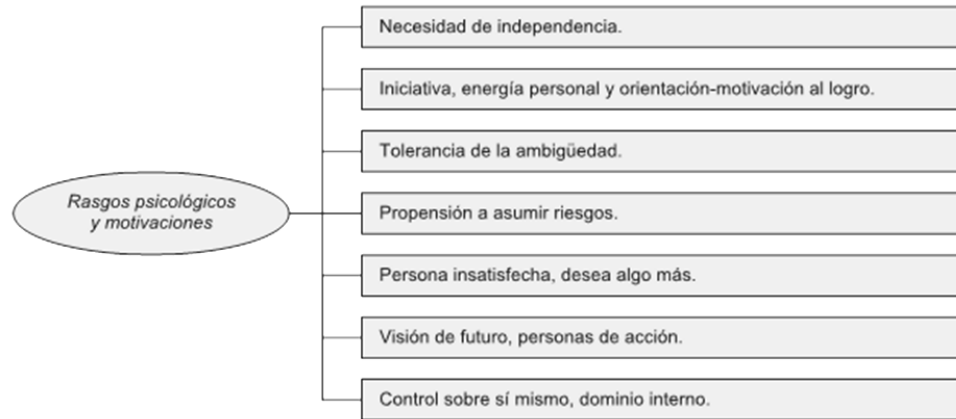 Necesidad de independencia.
Iniciativa, energía personal y orientación-motivación al logro.
Tolerancia de la ambigüedad.
Rasgos psicológicos
y motivaciones
Propensión a asumir riesgos.
Persona insatisfecha, desea algo más.
Visión de futuro, personas de acción.
Control sobre sí mismo, dominio interno.